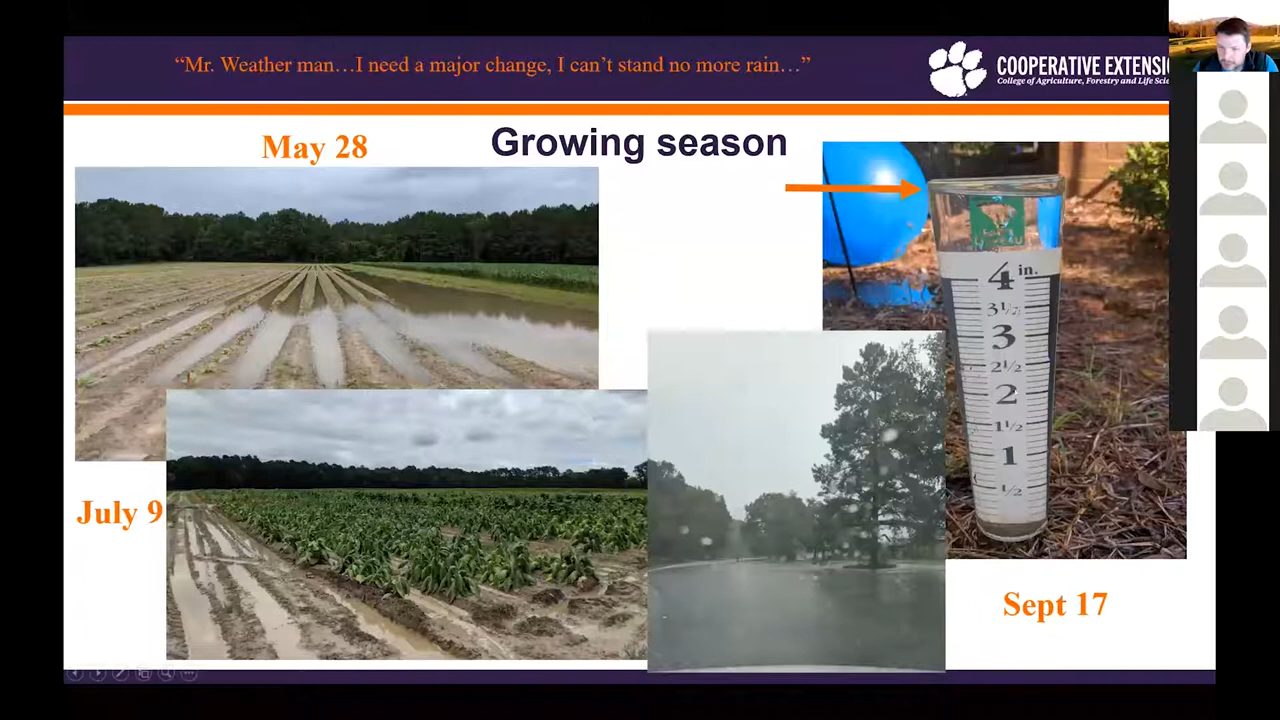 “Mr. Weather man…I need a major change, I can’t stand no more rain…”
COOPERATIVE EXTENSI
College of Agriculture, Forestry and Life Sci
May 28
Growing season
4 in.
3½
3
2½
2
1½
1
½
July 9
Sept 17